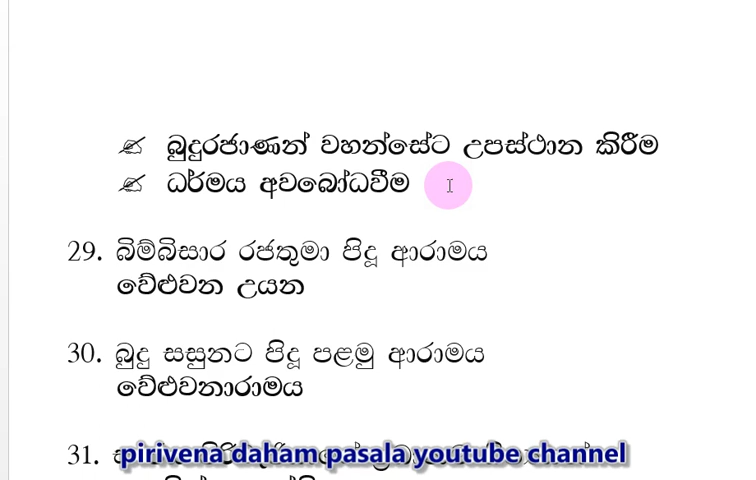 බුදුරජාණන් වහන්සේට උපස්ථාන කිරීම
ධර්මය අවබෝධවීම
29. බිම්බිසාර රජතුමා පිදූ ආරාමය
වේළුවන උයන
30. බුදු සසුනට පිදූ පළමු ආරාමය
වේළුවනාරාමය
31.
pirivena daham pasala youtube channel